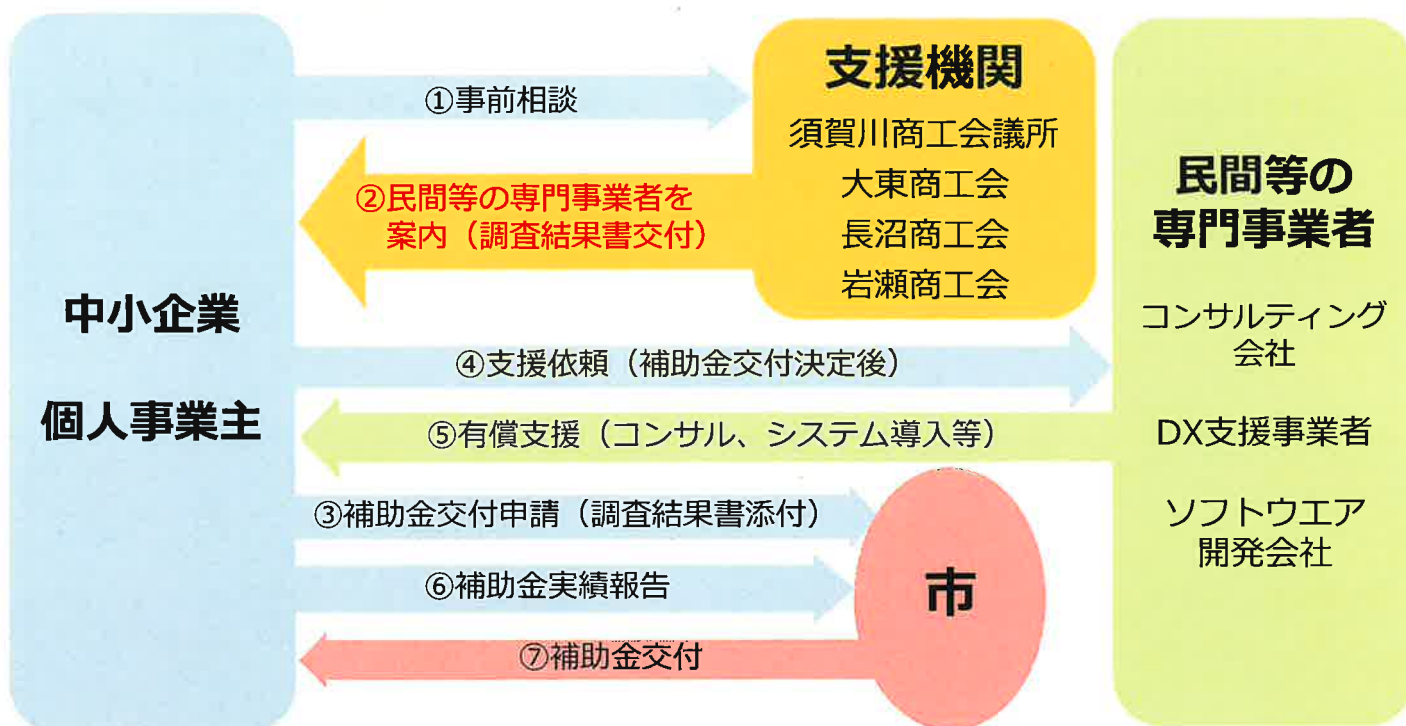 中小企業
個人事業主
①事前相談
②民間等の専門事業者を
案内（調査結果書交付）
支援機関
須賀川商工会議所
大東商工会
長沼商工会
岩瀬商工会
④支援依頼（補助金交付決定後）
⑤有償支援（コンサル、システム導入等）
③補助金交付申請（調査結果書添付）
⑥補助金実績報告
⑦補助金交付
市
民間等の
専門事業者
コンサルティング
会社
DX支援事業者
ソフトウエア
開発会社